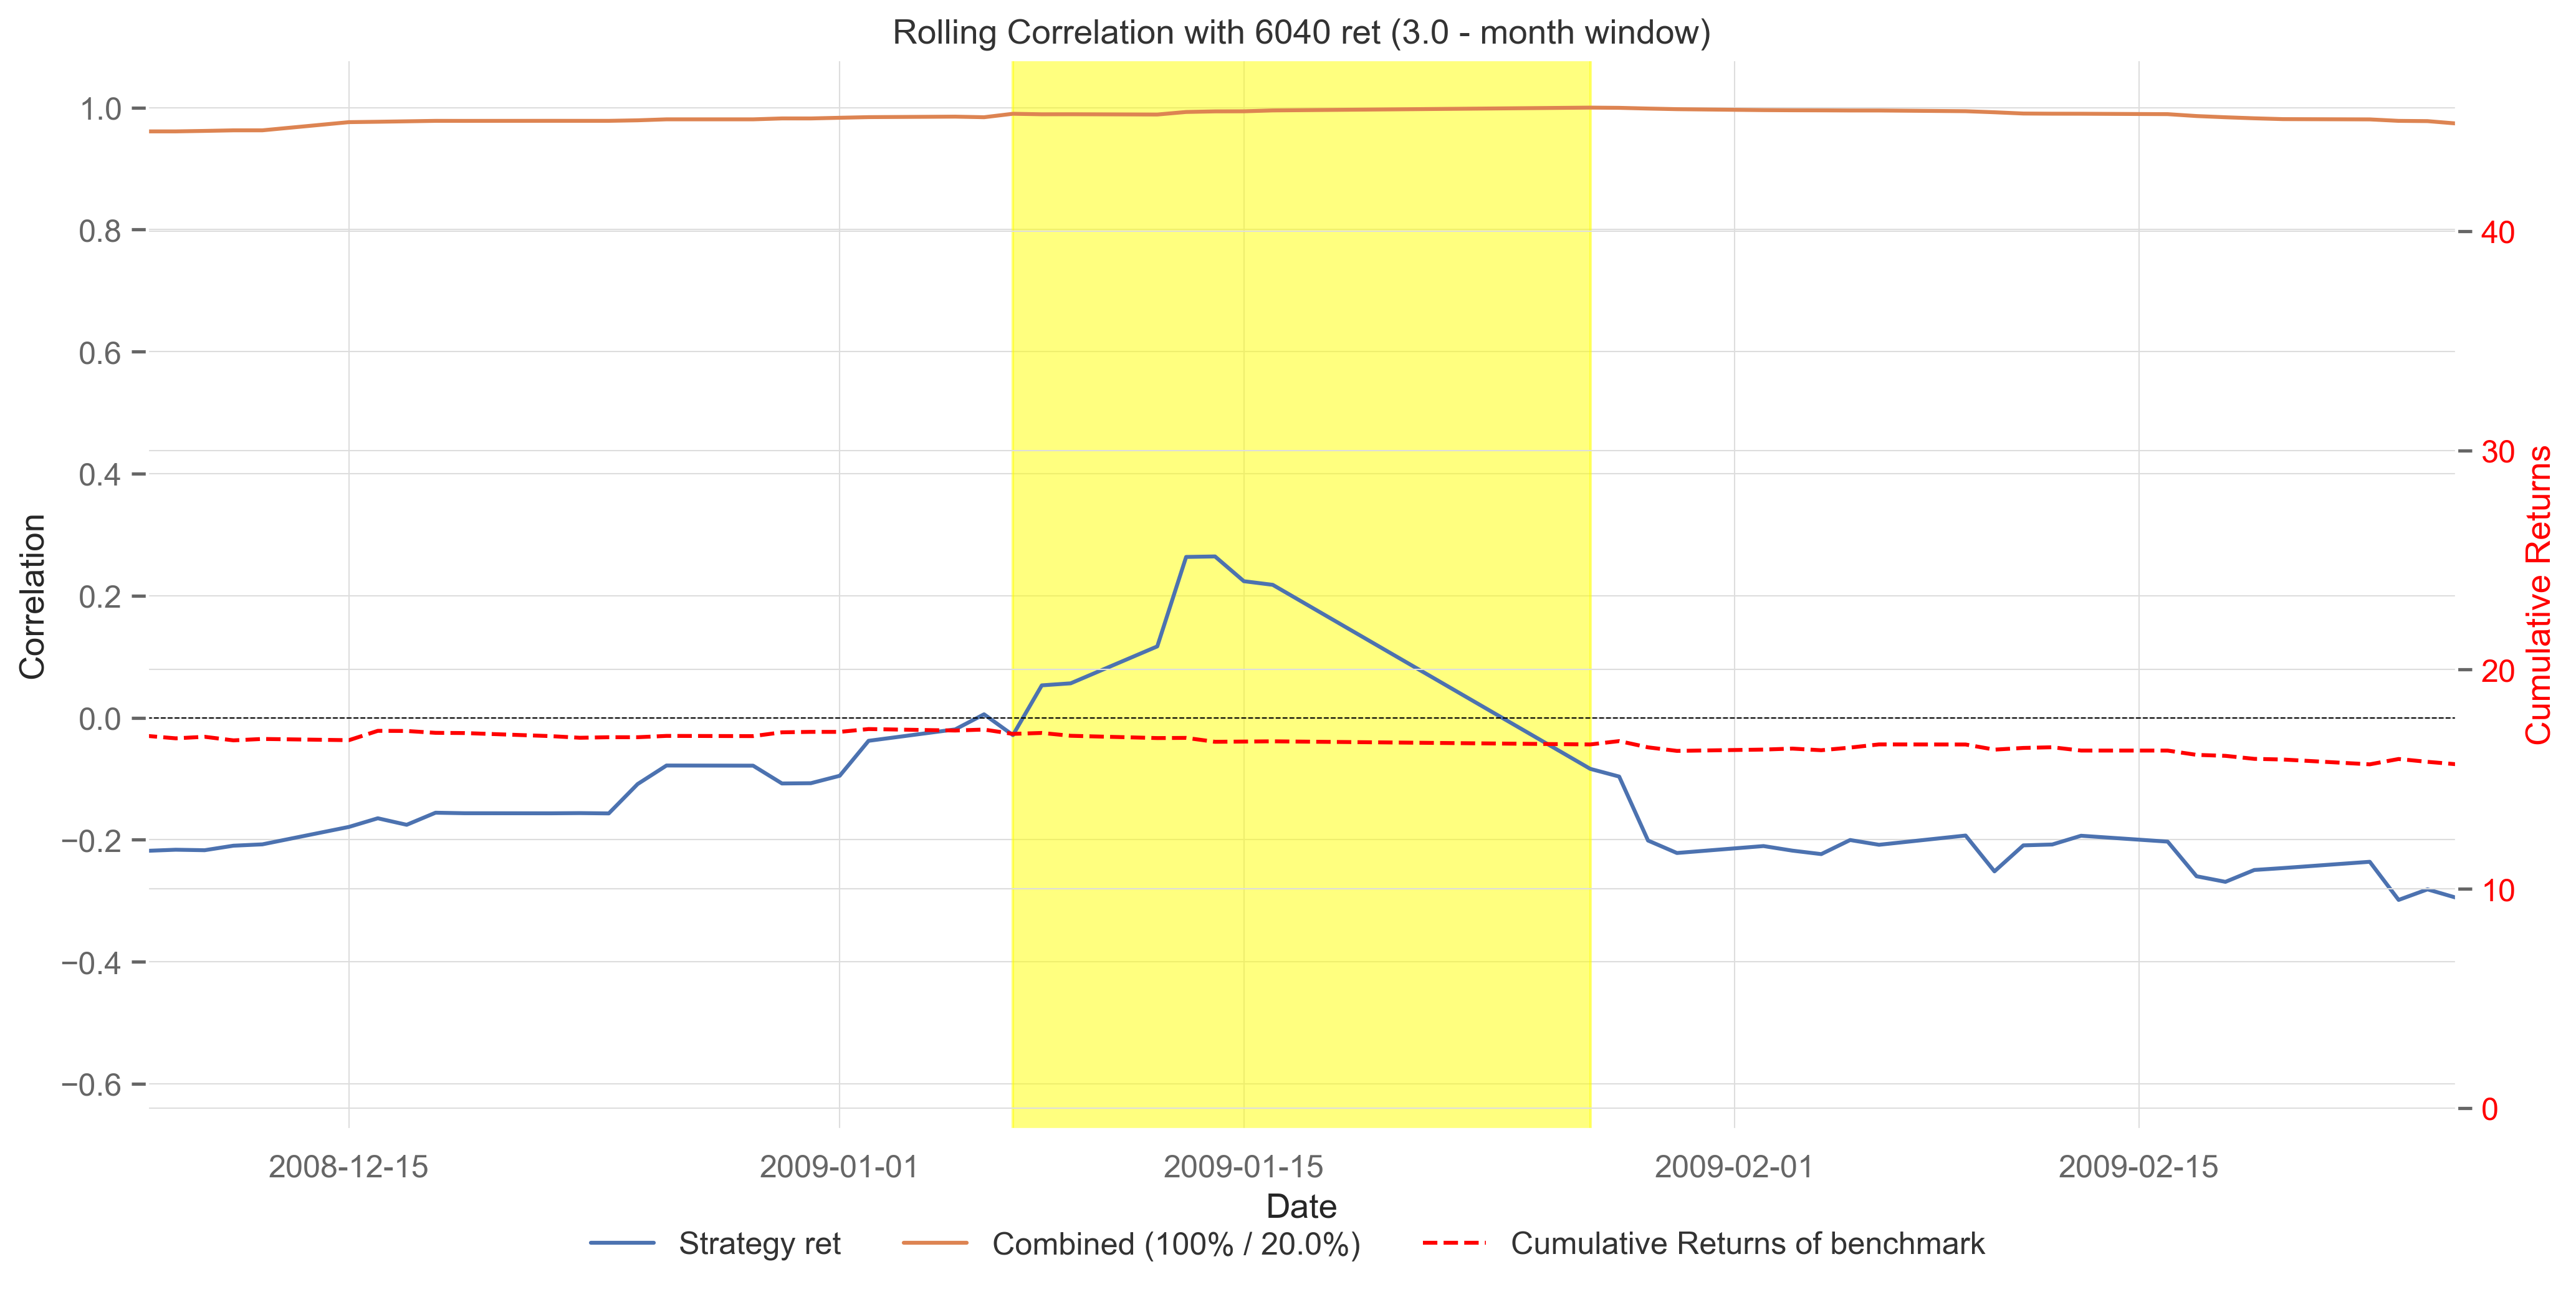 Rolling Correlation with 6040 ret (3.0 - month window)
Correlation
1.0
0.8
0.6
0.4
0.2
0.0
−0.2
−0.4
−0.6
40
30
20
10
0
Cumulative Returns
2008-12-15 2009-01-01 2009-01-15 2009-02-01 2009-02-15
Date
Strategy ret Combined (100% / 20.0%) Cumulative Returns of benchmark